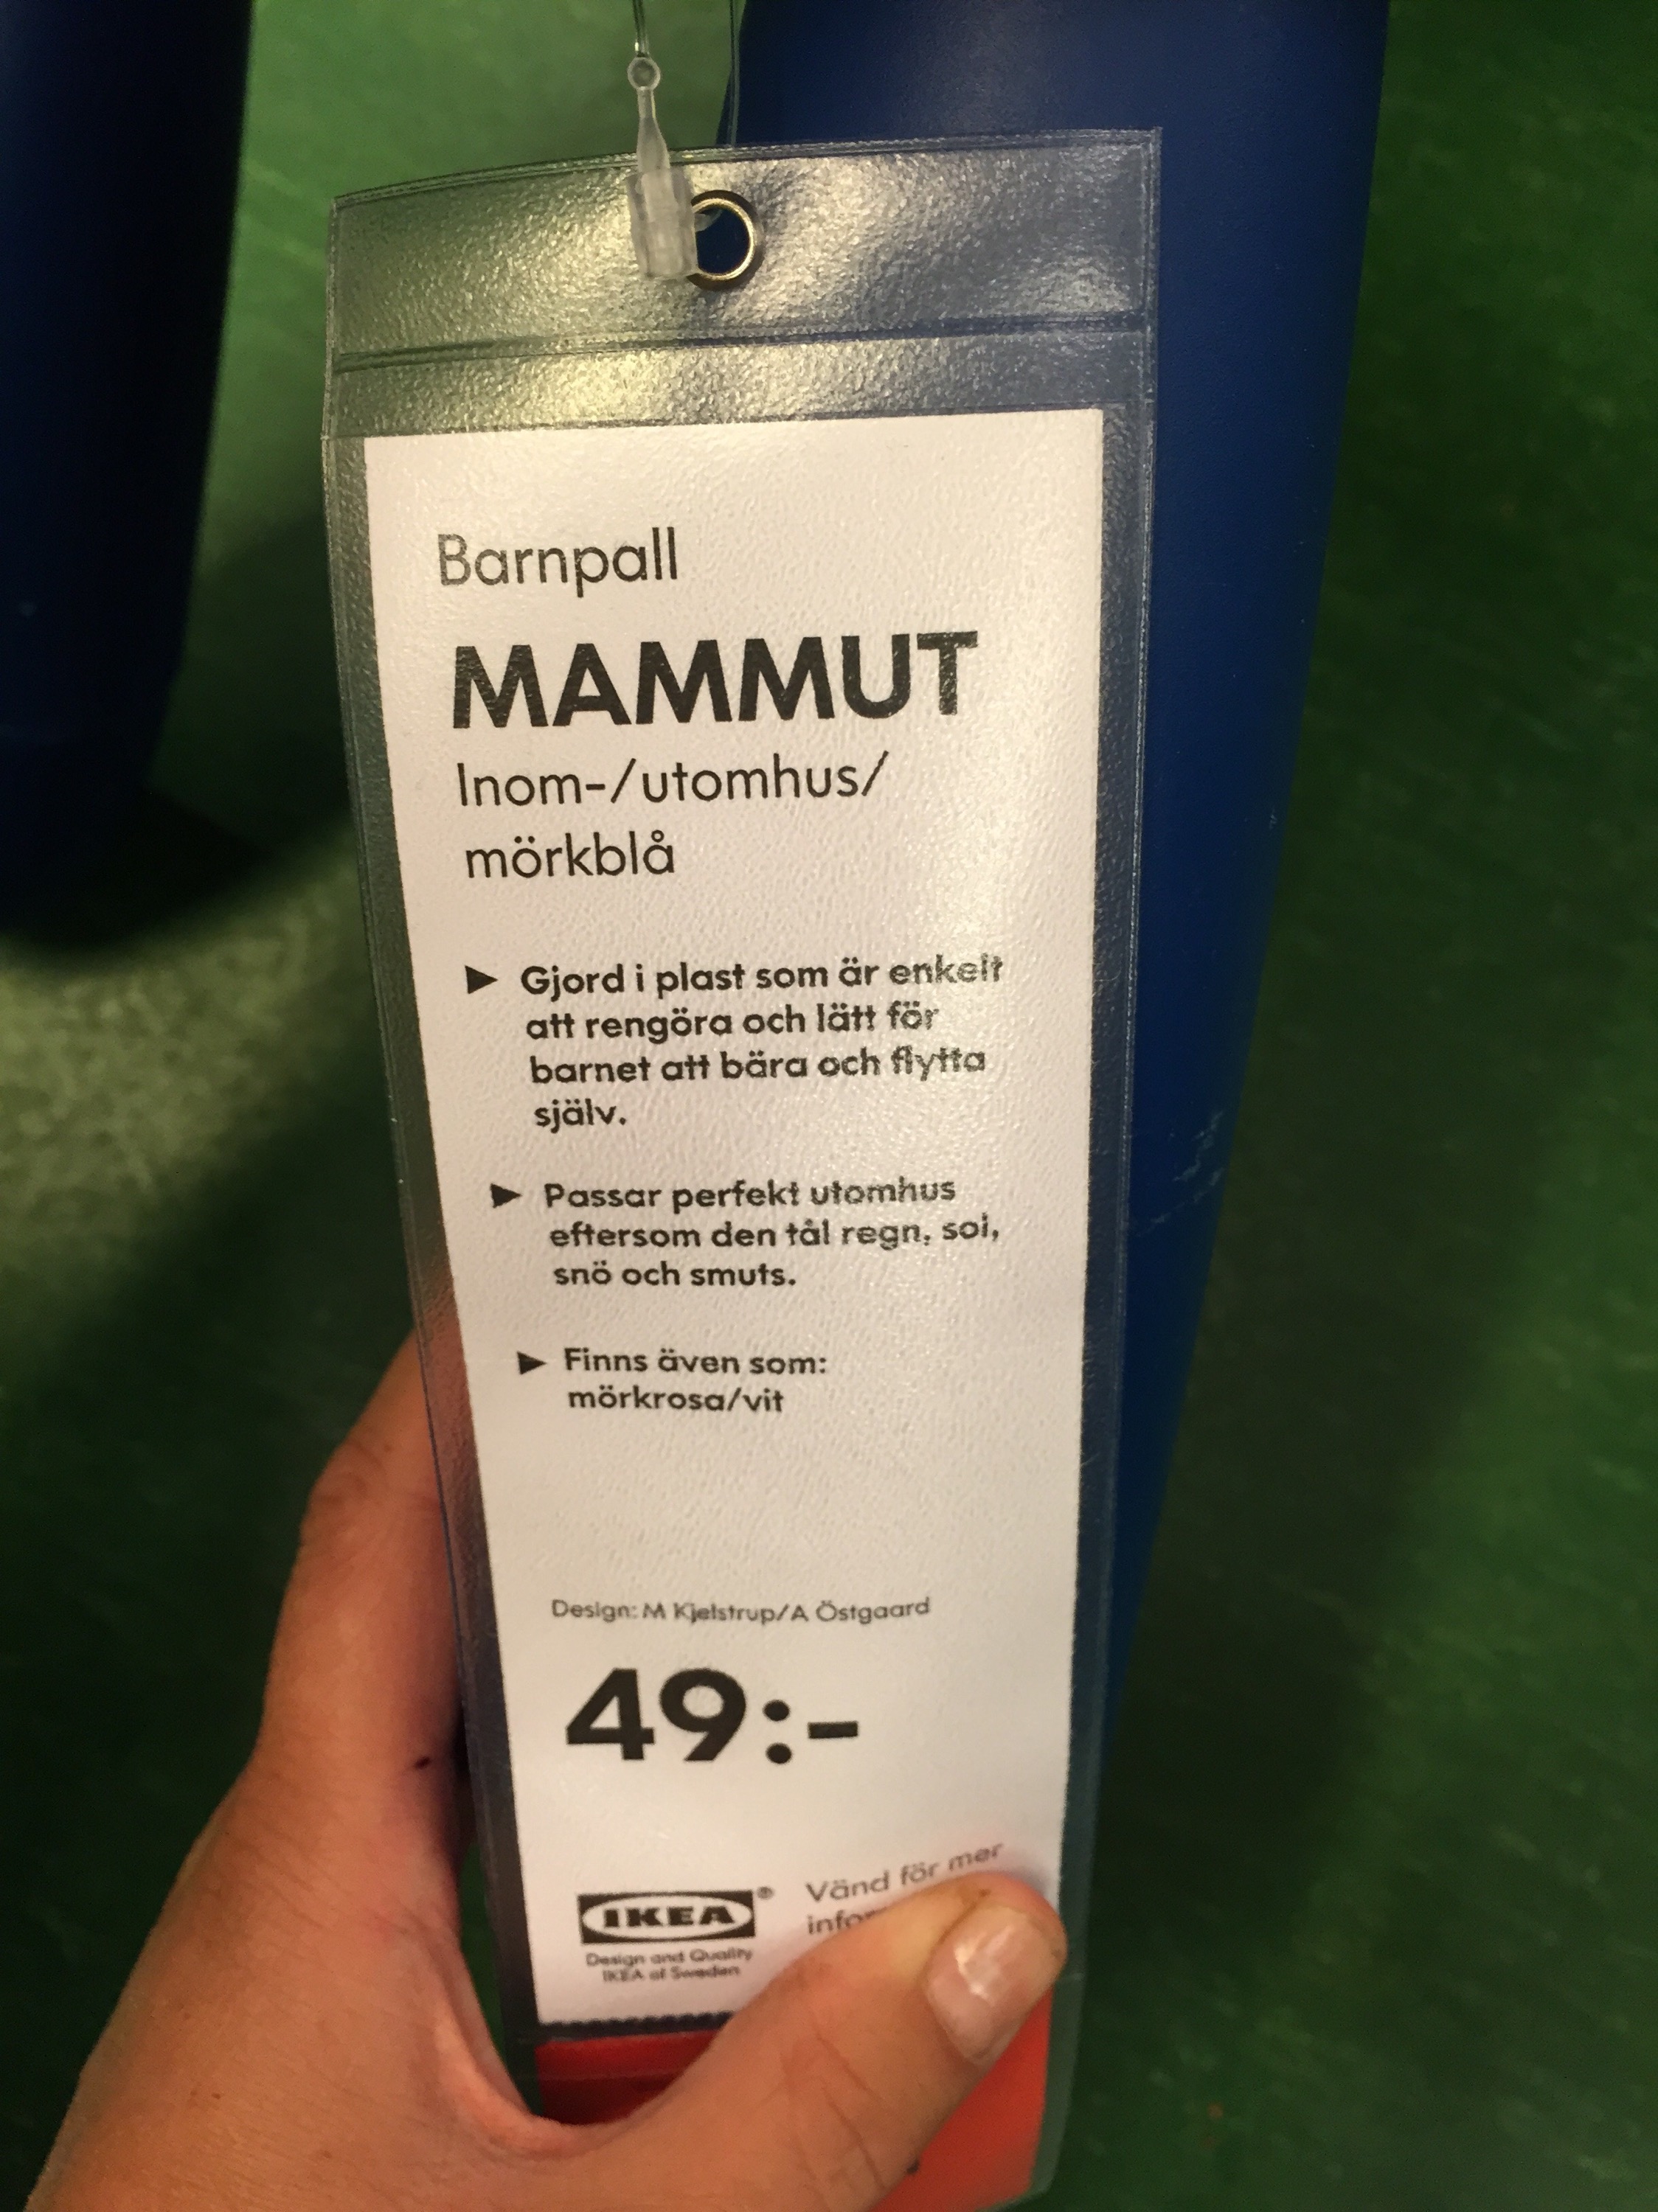 Barnpall
MAMMUT
Inom-/utomhus/
mörkblå
► Gjord i plast som är enkelt
att rengöra och lätt för
barnet att bära och flytta
själv.
► Passar perfekt utomhus
eftersom den tål regn, sol,
snö och smuts.
► Finns även som:
mörkrosa/vit
Design: M Kjelstrup/A Östgaard
49:-
IKEA®
Design and Quality
IKEA of Sweden
Vänd för mer